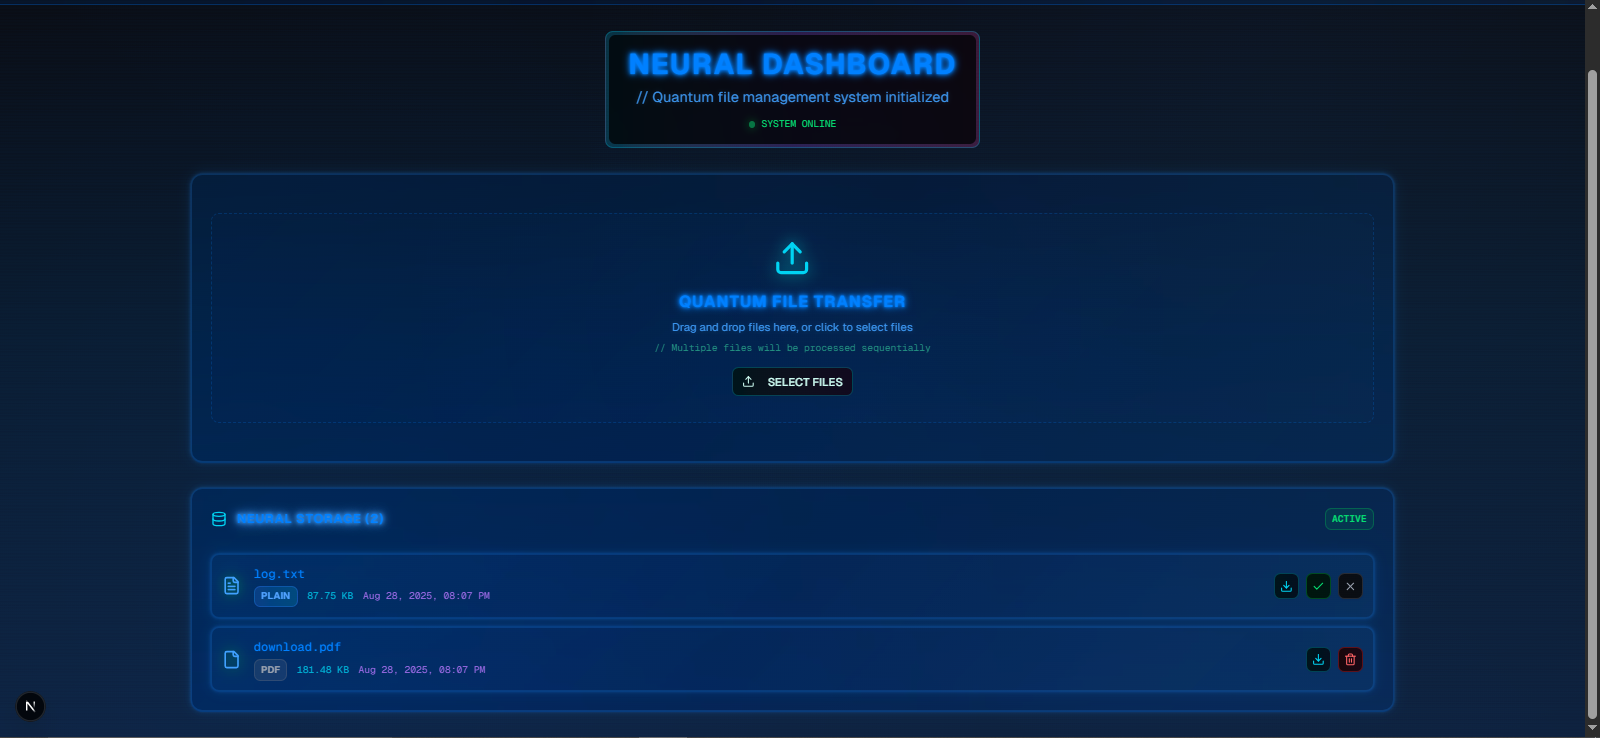 NEURAL DASHBOARD
// Quantum file management system initialized
SYSTEM ONLINE
QUANTUM FILE TRANSFER
Drag and drop files here, or click to select files
// Multiple files will be processed sequentially
SELECT FILES
NEURAL STORAGE (2)
ACTIVE
log.txt
PLAIN 87.75 KB Aug 28, 2025, 08:07 PM
download.pdf
PDF 181.48 KB Aug 28, 2025, 08:07 PM
N